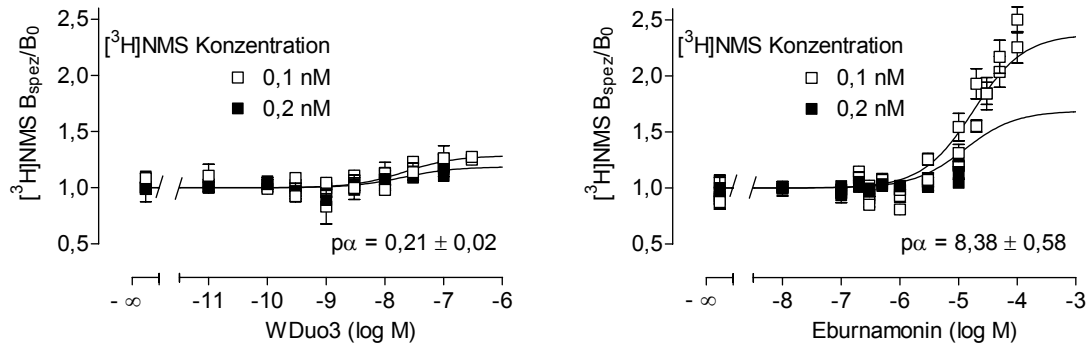 2,5
2,0
1,5
1,0
0,5
[³H]NMS B_spez/B_0
[³H]NMS Konzentration
0,1 nM
0,2 nM
pα = 0,21 ± 0,02
- ∞ -11 -10 -9 -8 -7 -6
WDuo3 (log M)
2,5
2,0
1,5
1,0
0,5
[³H]NMS B_spez/B_0
[³H]NMS Konzentration
0,1 nM
0,2 nM
pα = 8,38 ± 0,58
- ∞ -8 -7 -6 -5 -4 -3
Eburnamonin (log M)